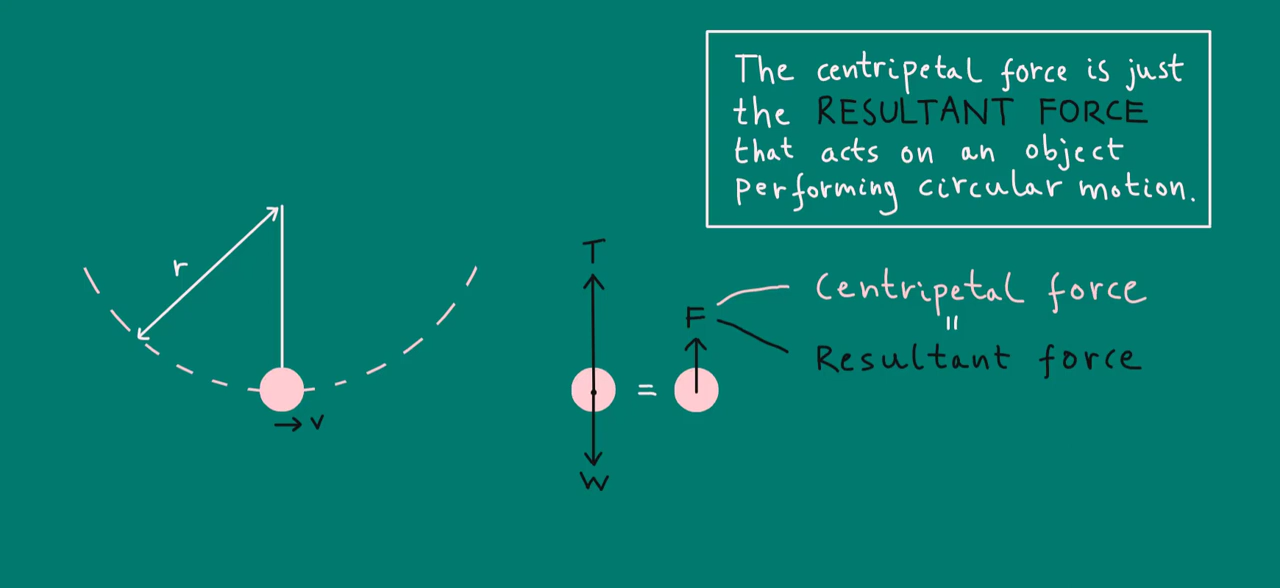 The centripetal force is just
the RESULTANT FORCE
that acts on an object
performing circular motion.
r
T
F
Centripetal force
=
Resultant force
=
v
W